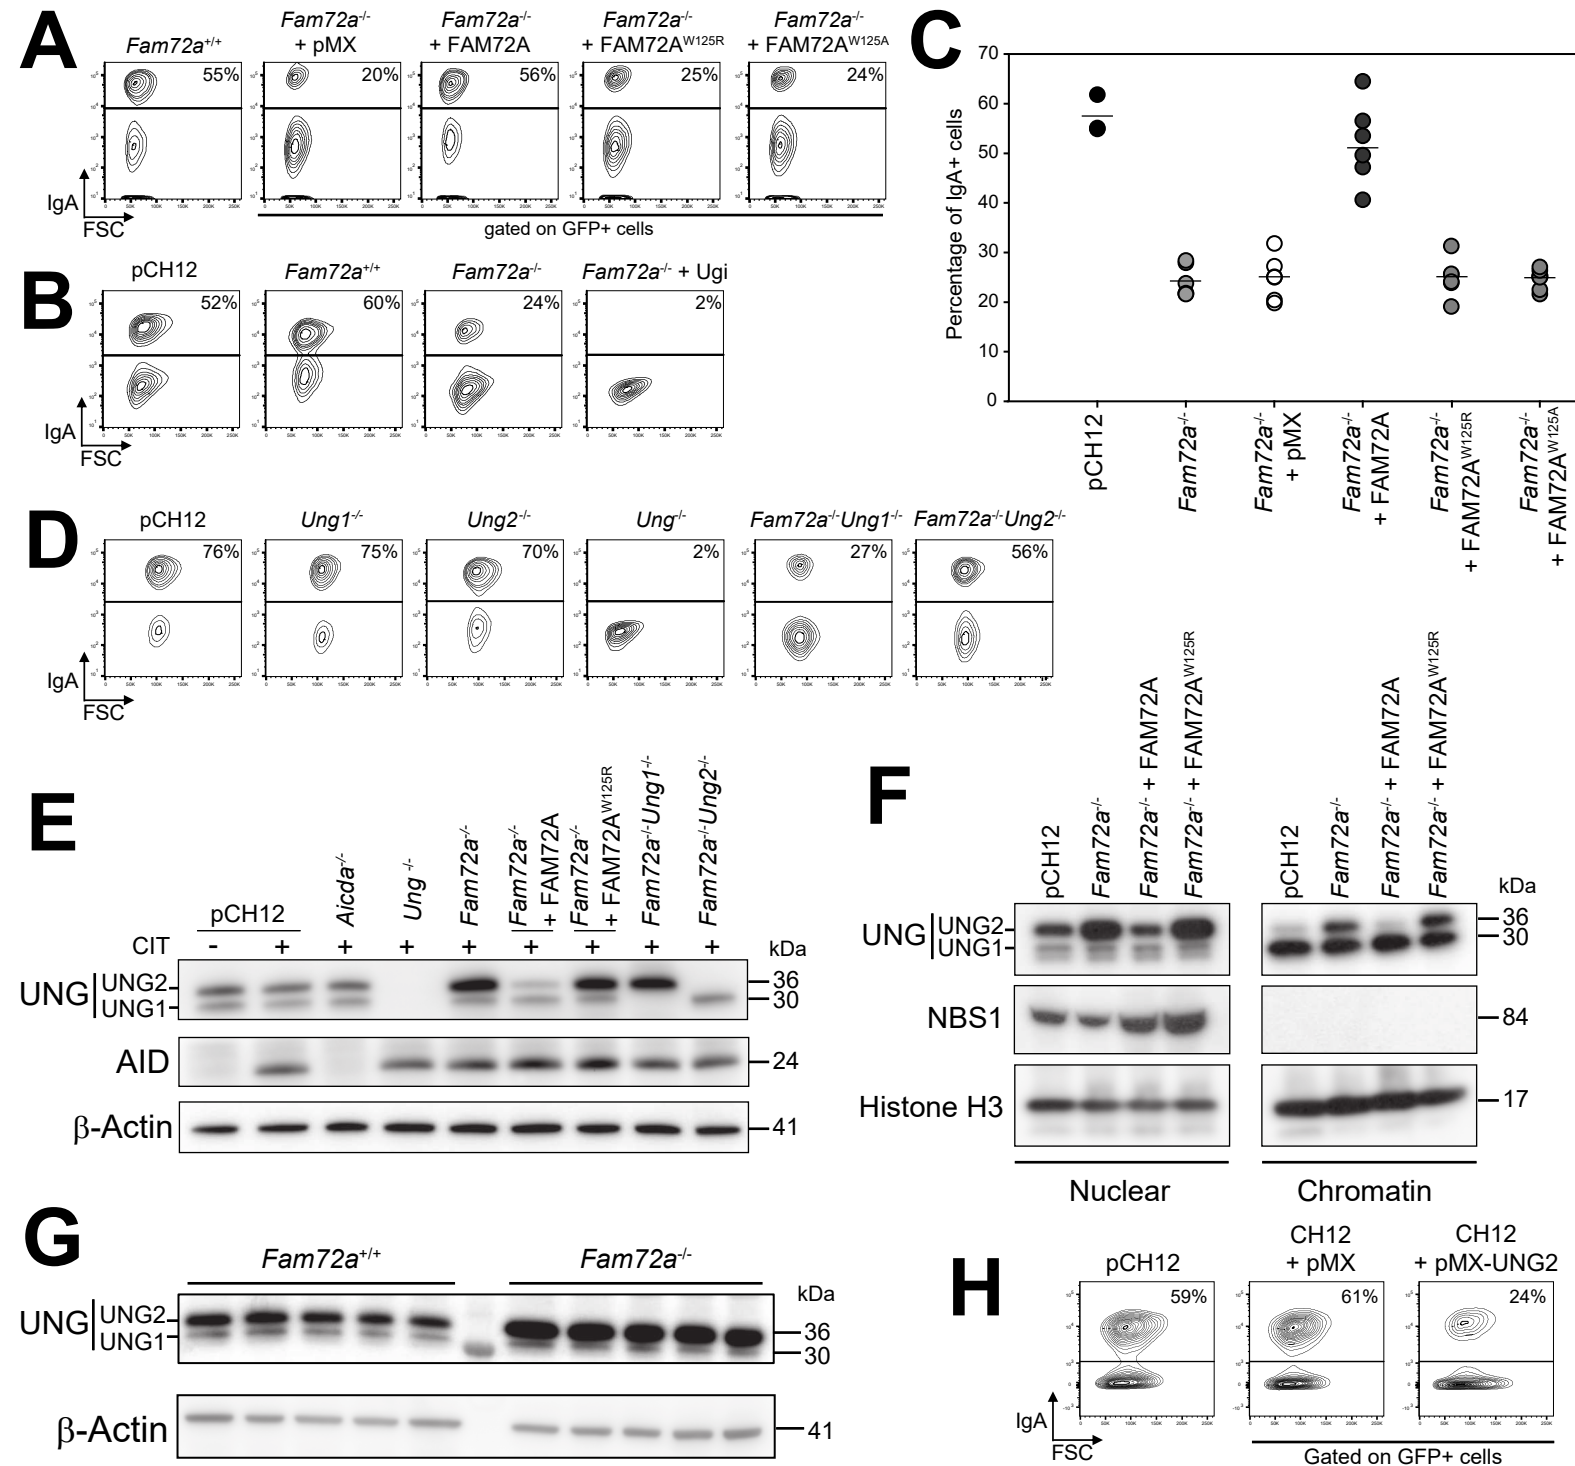 A
Fam72a+/+
Fam72a-/-
+ pMX
Fam72a-/-
+ FAM72A
Fam72a-/-
+ FAM72AW125R
Fam72a-/-
+ FAM72AW125A
55%
20%
56%
25%
24%
IgA
FSC
gated on GFP+ cells
B
pCH12
Fam72a+/+
Fam72a-/-
Fam72a-/- + Ugi
52%
60%
24%
2%
IgA
FSC
C
Percentage of IgA+ cells
70
60
50
40
30
20
10
0
pCH12
Fam72a-/-
Fam72a-/-
+ pMX
Fam72a-/-
+ FAM72A
Fam72a-/-
+ FAM72AW125R
Fam72a-/-
+ FAM72AW125A
D
pCH12
Ung1-/-
Ung2-/-
Ung-/-
Fam72a-/-Ung1-/-
Fam72a-/-Ung2-/-
76%
75%
70%
2%
27%
56%
IgA
FSC
E
pCH12
Aicda-/-
Ung -/-
Fam72a-/-
Fam72a-/-
+ FAM72A
Fam72a-/-
+ FAM72AW125R
Fam72a-/-Ung1-/-
Fam72a-/-Ung2-/-
CIT - + + + + + + + +
kDa
UNG
UNG2
UNG1
36
30
AID
24
β-Actin
41
F
pCH12
Fam72a-/-
Fam72a-/- + FAM72A
Fam72a-/- + FAM72AW125R
pCH12
Fam72a-/-
Fam72a-/- + FAM72A
Fam72a-/- + FAM72AW125R
kDa
UNG
UNG2
UNG1
36
30
NBS1
84
Histone H3
17
Nuclear
Chromatin
G
Fam72a+/+
Fam72a-/-
kDa
UNG
UNG2
UNG1
36
30
β-Actin
41
H
pCH12
CH12
+ pMX
CH12
+ pMX-UNG2
59%
61%
24%
IgA
FSC
Gated on GFP+ cells